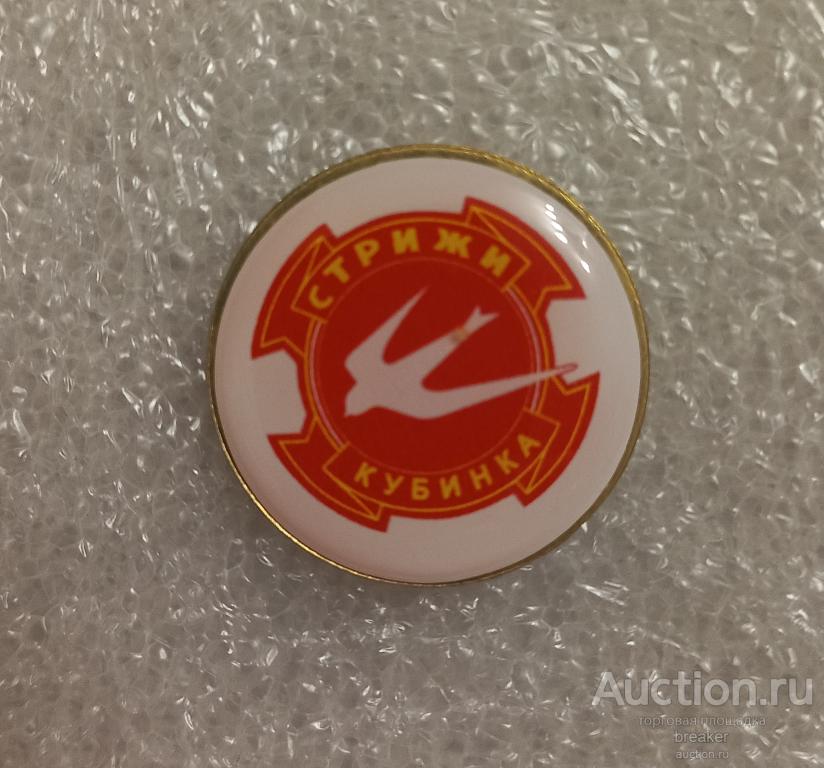 СТРИЖИ
КУБИНКА
Auction.ru
торговая площадка
breaker
auction.ru